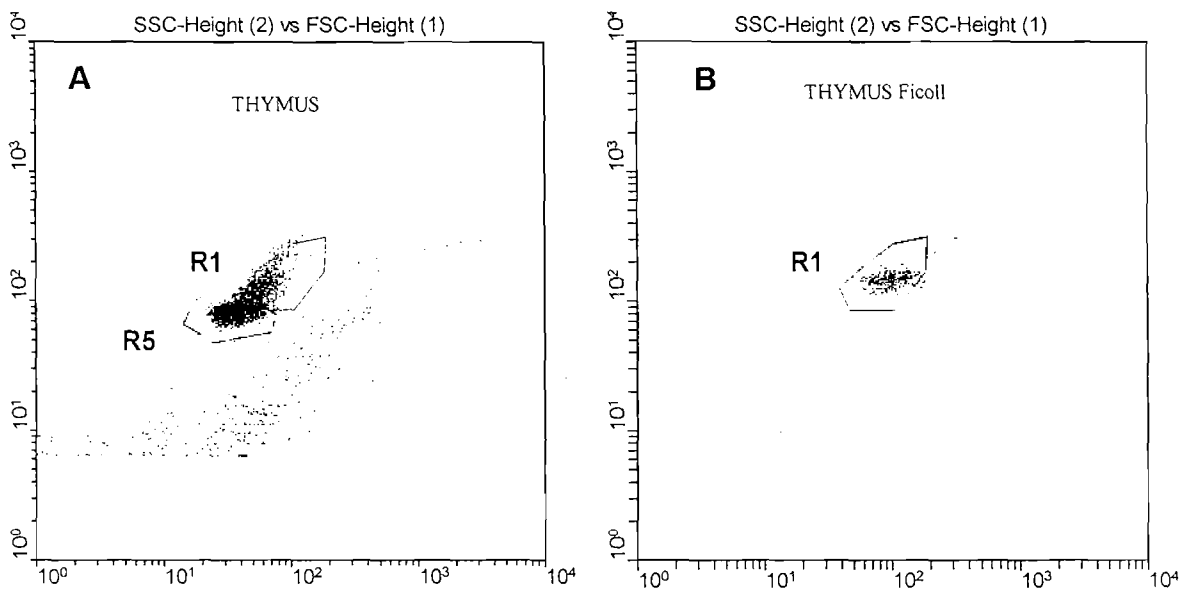 SSC-Height (2) vs FSC-Height (1)
A
THYMUS
R1
R5
10⁴
10³
10²
10¹
10⁰
10⁰ 10¹ 10² 10³ 10⁴
SSC-Height (2) vs FSC-Height (1)
B
THYMUS Ficoll
R1
10⁴
10³
10²
10¹
10⁰
10⁰ 10¹ 10² 10³ 10⁴